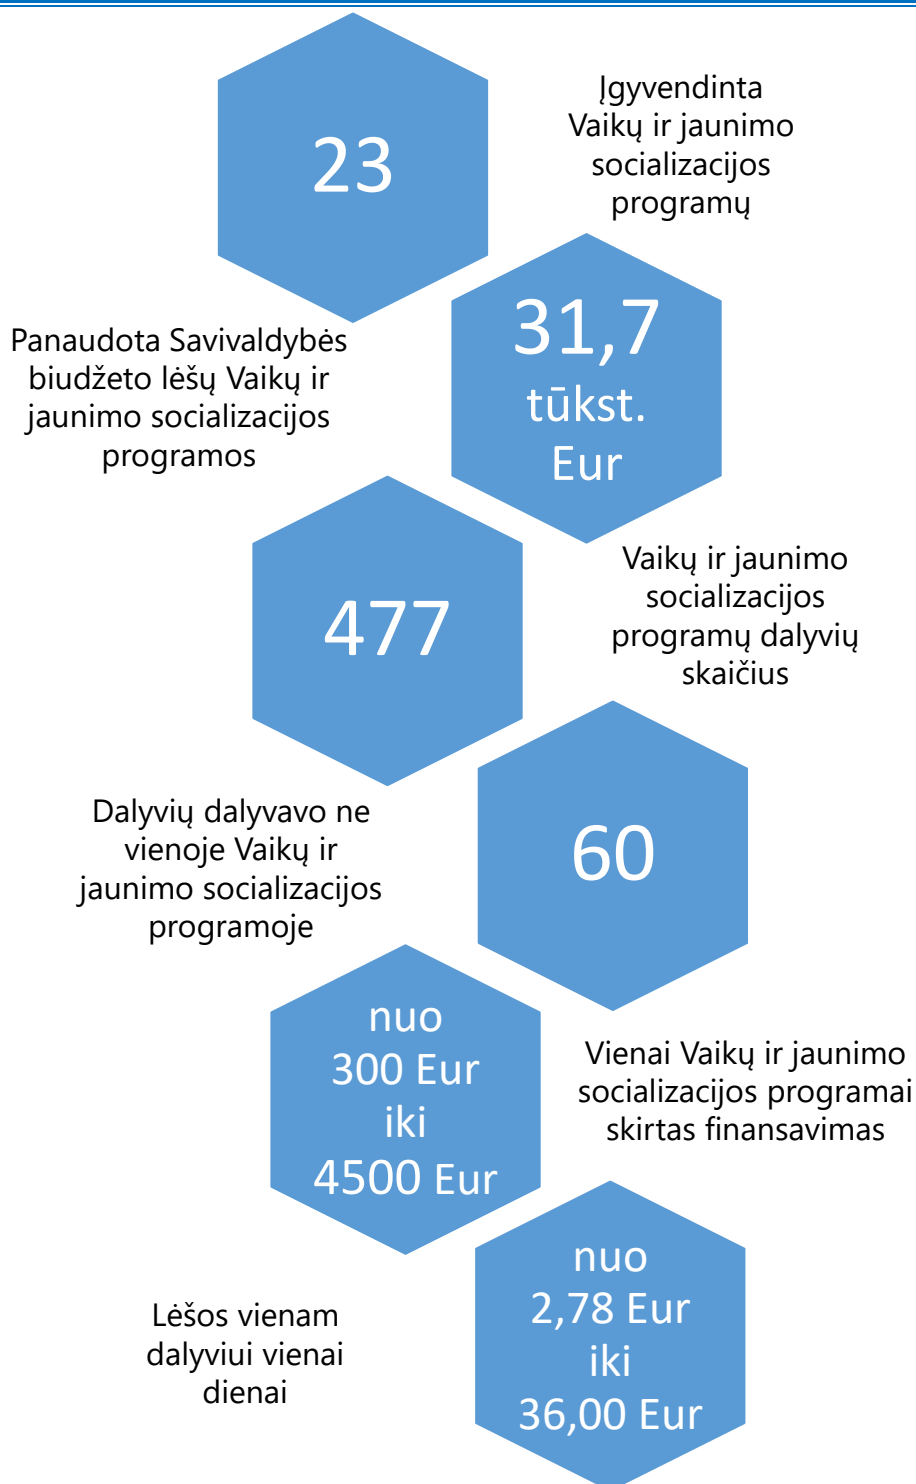 23
Įgyvendinta
Vaikų ir jaunimo
socializacijos
programų
31,7
tūkst.
Eur
Panaudota Savivaldybės
biudžeto lėšų Vaikų ir
jaunimo socializacijos
programos
477
Vaikų ir jaunimo
socializacijos
programų dalyvių
skaičius
60
Dalyvių dalyvavo ne
vienoje Vaikų ir
jaunimo socializacijos
programoje
nuo
300 Eur
iki
4500 Eur
Vienai Vaikų ir jaunimo
socializacijos programai
skirtas finansavimas
nuo
2,78 Eur
iki
36,00 Eur
Lėšos vienam
dalyviui vienai
dienai